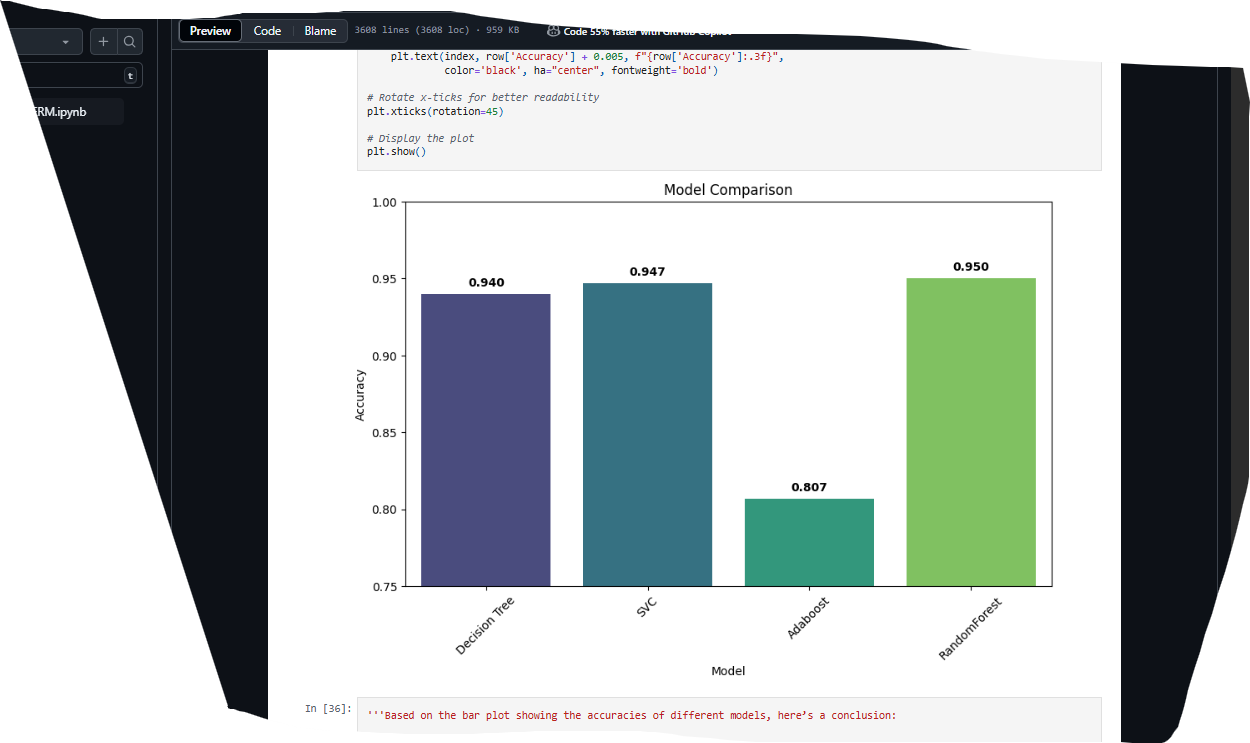 Preview Code Blame 3608 lines (3608 loc) · 959 KB Code 55% faster with GitHub Copilot
t
ERM.ipynb
plt.text(index, row['Accuracy'] + 0.005, f"{row['Accuracy']:.3f}",
color='black', ha="center", fontweight='bold')
# Rotate x-ticks for better readability
plt.xticks(rotation=45)
# Display the plot
plt.show()
Model Comparison
1.00
0.95
0.90
0.85
0.80
0.75
Accuracy
0.940
0.947
0.807
0.950
Decision Tree
SVC
Adaboost
RandomForest
Model
In [36]:
'''Based on the bar plot showing the accuracies of different models, here’s a conclusion: